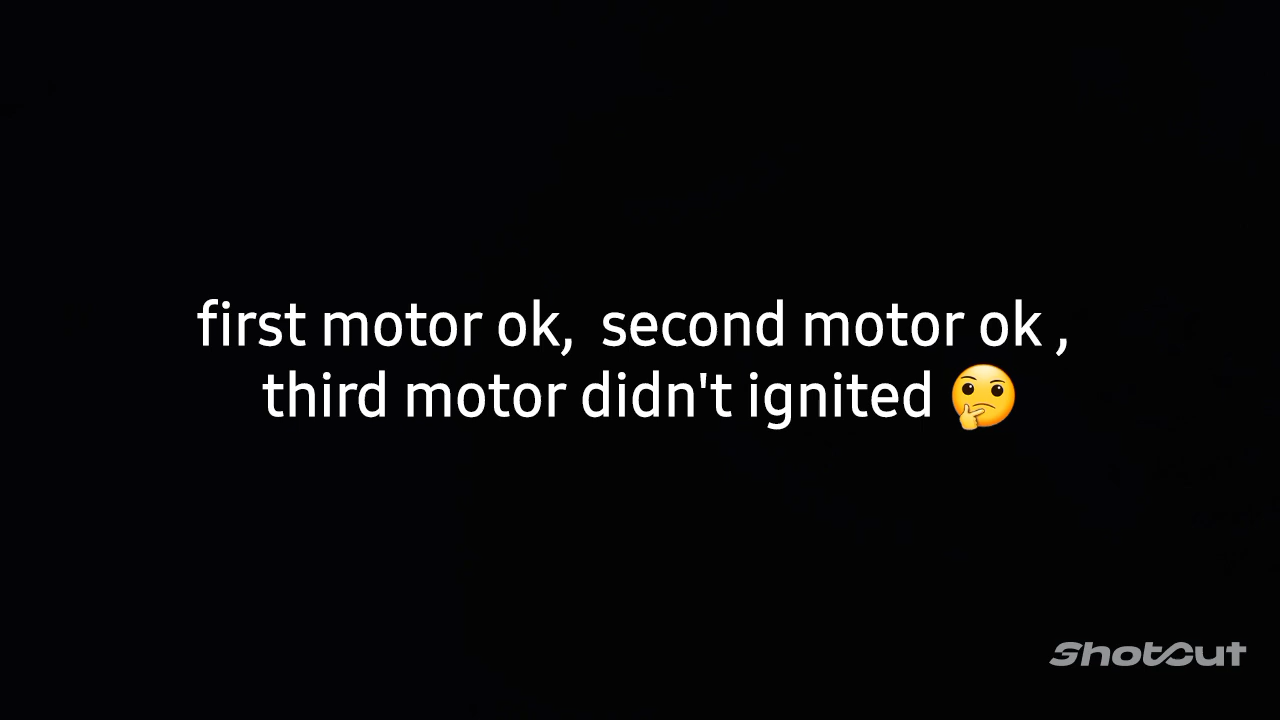 first motor ok,  second motor ok ,
third motor didn't ignited 🤔
ShotCut